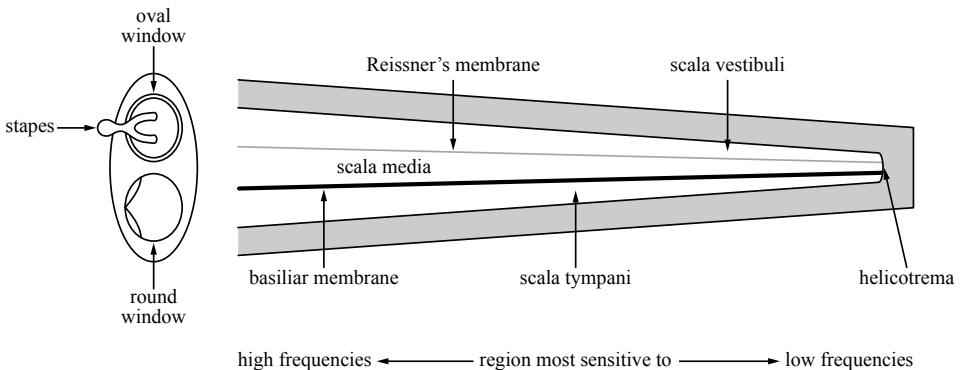 oval
window
Reissner's membrane
scala vestibuli
stapes
scala media
basiliar membrane
scala tympani
helicotrema
round
window
high frequencies
region most sensitive to
low frequencies